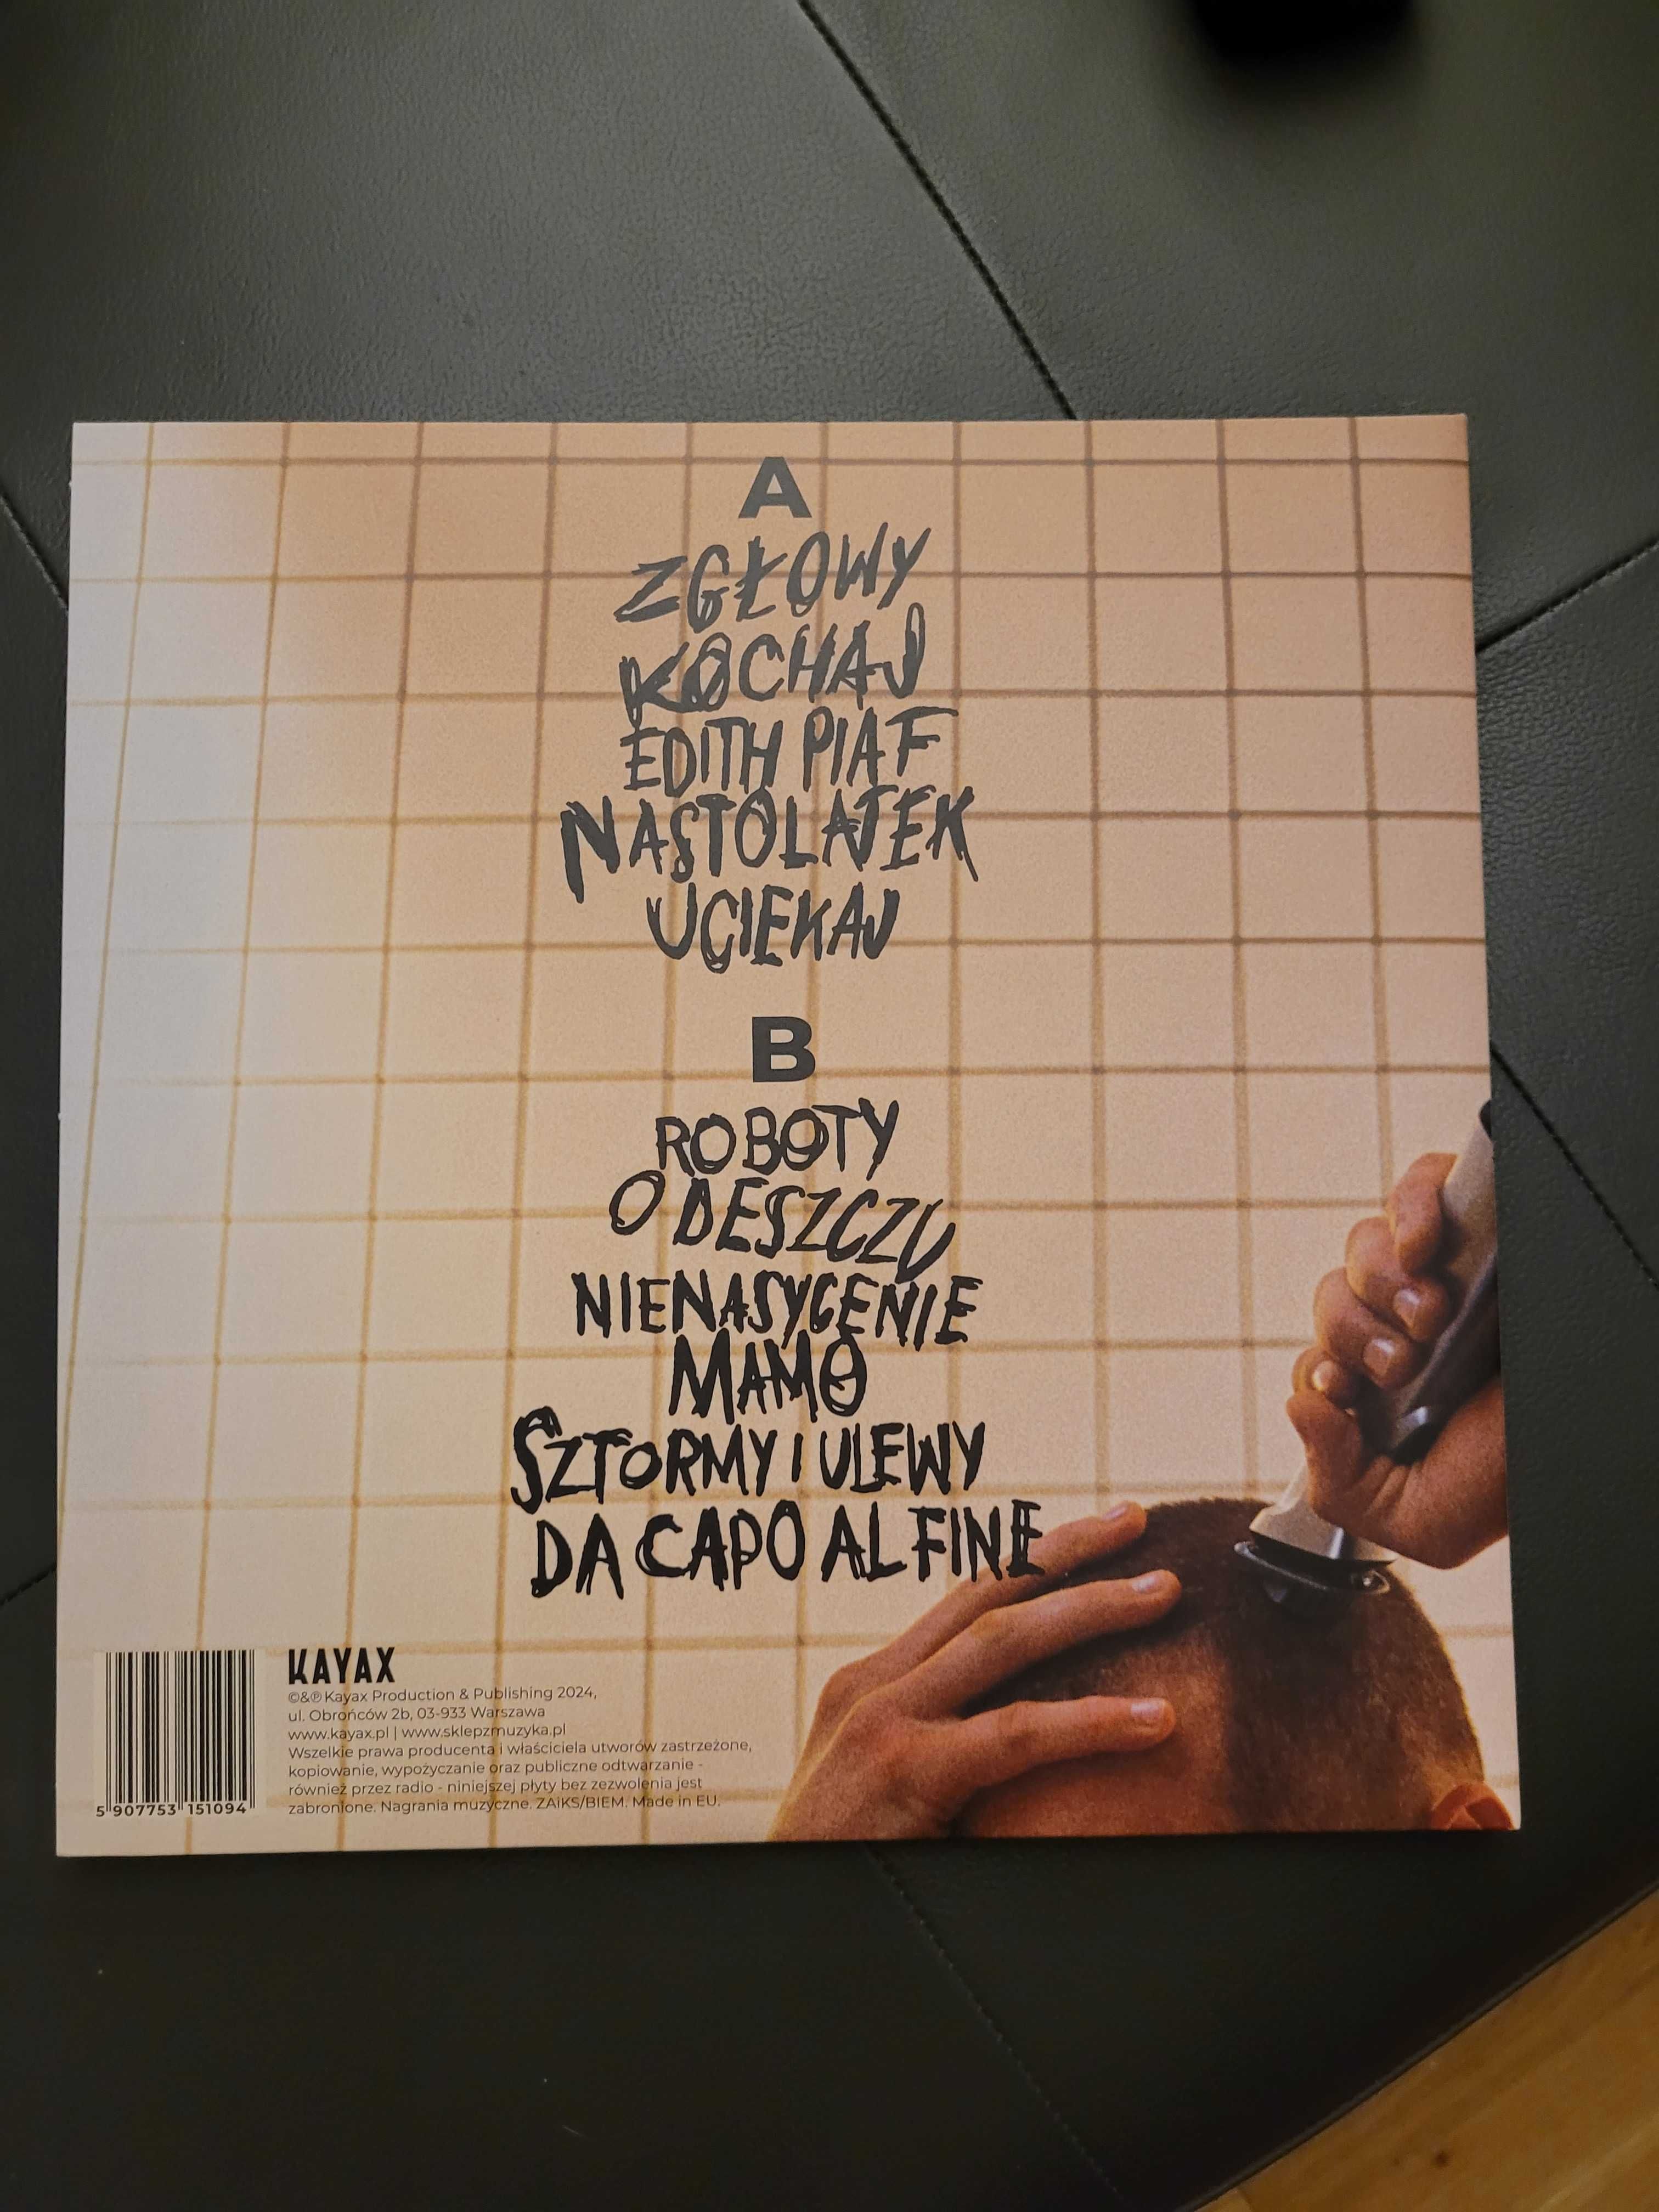 A
ZGŁOWY
KOCHAJ
EDITH PIAF
NASTOLATEK
UCIEKAJ
B
ROBOTY
O DESZCZU
NIENASYCENIE
MAMO
SZTORMY I ULEWY
DA CAPO AL FINE
KAYAX
©&℗ Kayax Production & Publishing 2024,
ul. Obrońców 2b, 03-933 Warszawa
www.kayax.pl | www.sklepzmuzyka.pl
Wszelkie prawa producenta i właściciela utworów zastrzeżone,
kopiowanie, wypożyczanie oraz publiczne odtwarzanie -
również przez radio - niniejszej płyty bez zezwolenia jest
zabronione. Nagrania muzyczne. ZAiKS/BIEM. Made in EU.
5 907753 151094